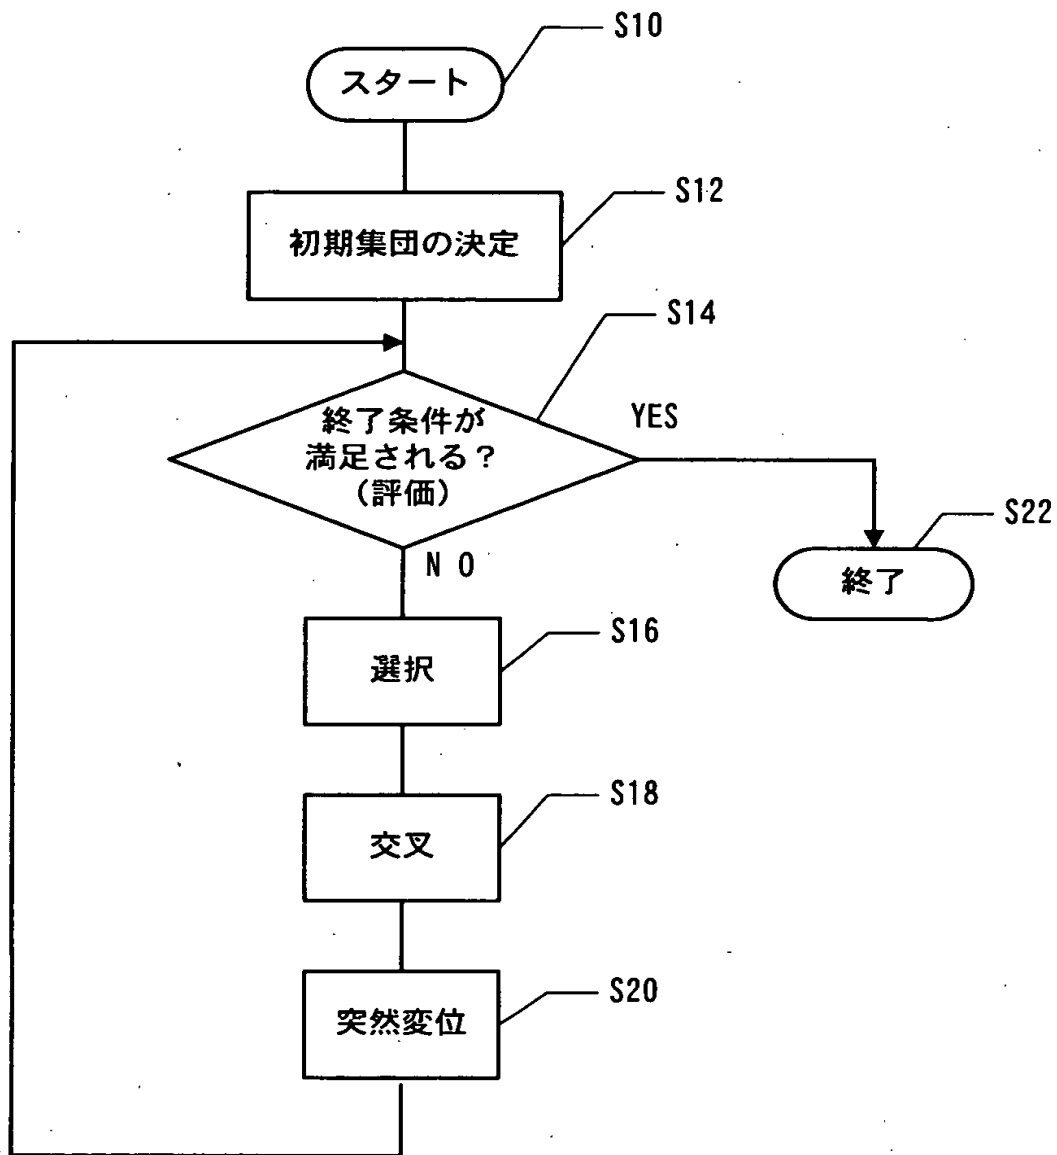 S10
スタート
S12
初期集団の決定
S14
終了条件が
満足される？
（評価）
YES
S22
終了
N O
S16
選択
S18
交叉
S20
突然変位